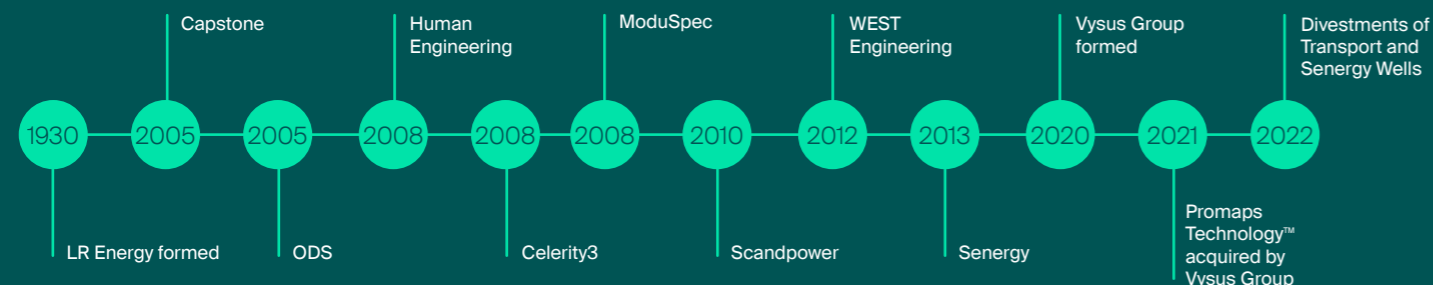 Capstone
Human
Engineering
ModuSpec
WEST
Engineering
Vysus Group
formed
Divestments of
Transport and
Senergy Wells
1930
2005
2005
2008
2008
2008
2010
2012
2013
2020
2021
2022
LR Energy formed
ODS
Celerity3
Scandpower
Senergy
Promaps
Technology™
acquired by
Vysus Group